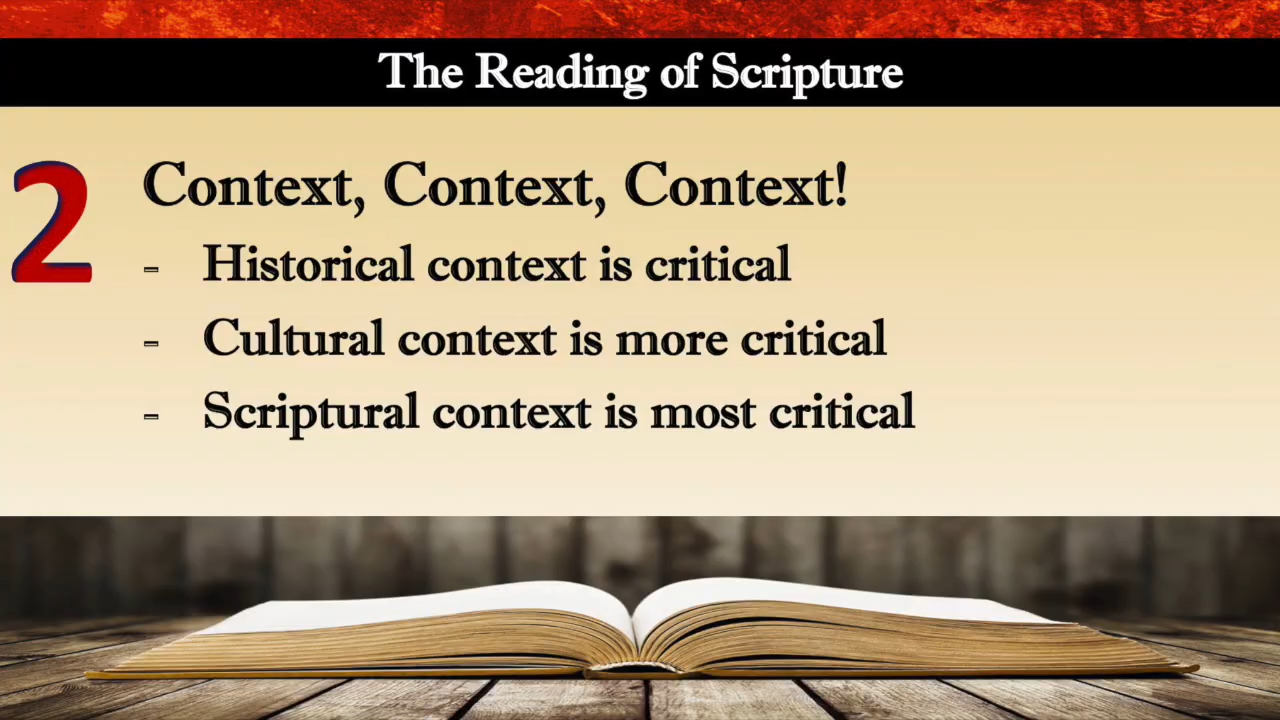 The Reading of Scripture
2
Context, Context, Context!
- Historical context is critical
- Cultural context is more critical
- Scriptural context is most critical